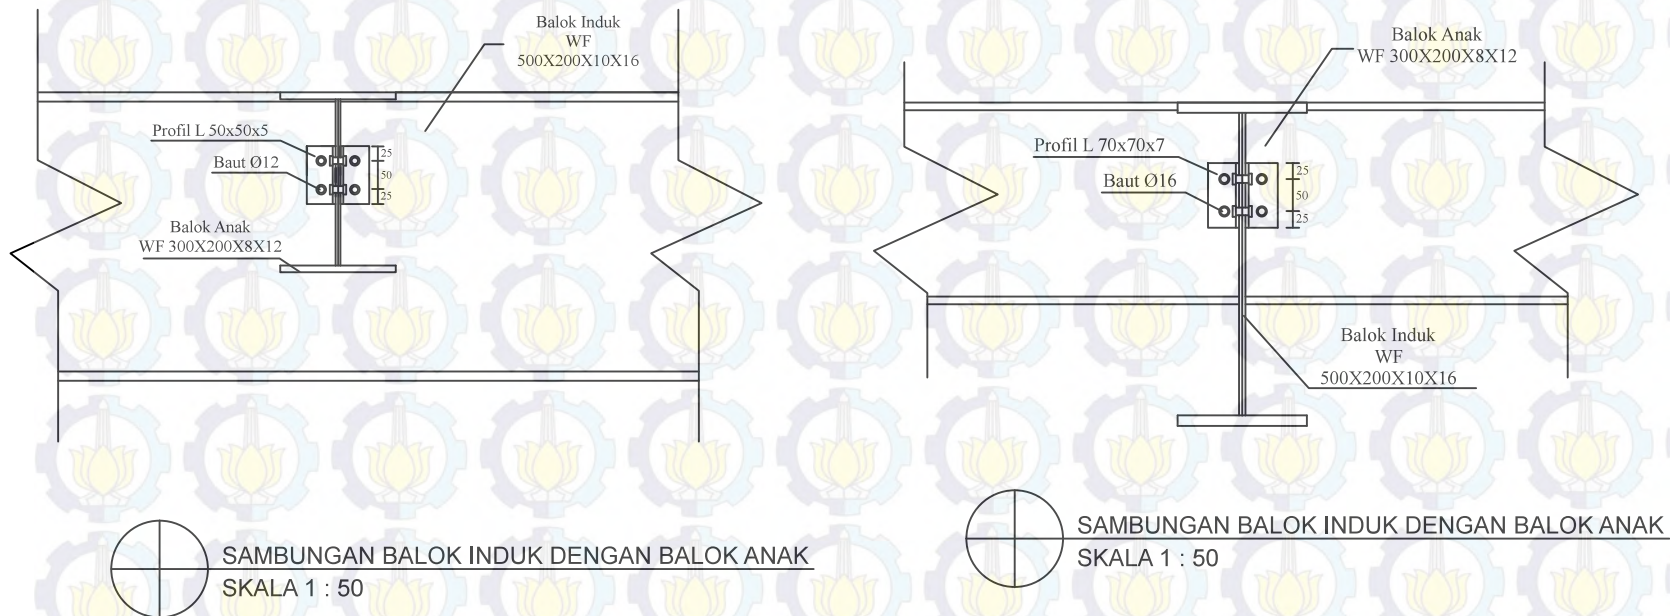 Balok Induk
WF
500X200X10X16
Profil L 50x50x5
Baut Ø12
25
50
25
Balok Anak
WF 300X200X8X12
SAMBUNGAN BALOK INDUK DENGAN BALOK ANAK
SKALA 1 : 50
Balok Anak
WF 300X200X8X12
Profil L 70x70x7
Baut Ø16
25
50
25
Balok Induk
WF
500X200X10X16
SAMBUNGAN BALOK INDUK DENGAN BALOK ANAK
SKALA 1 : 50